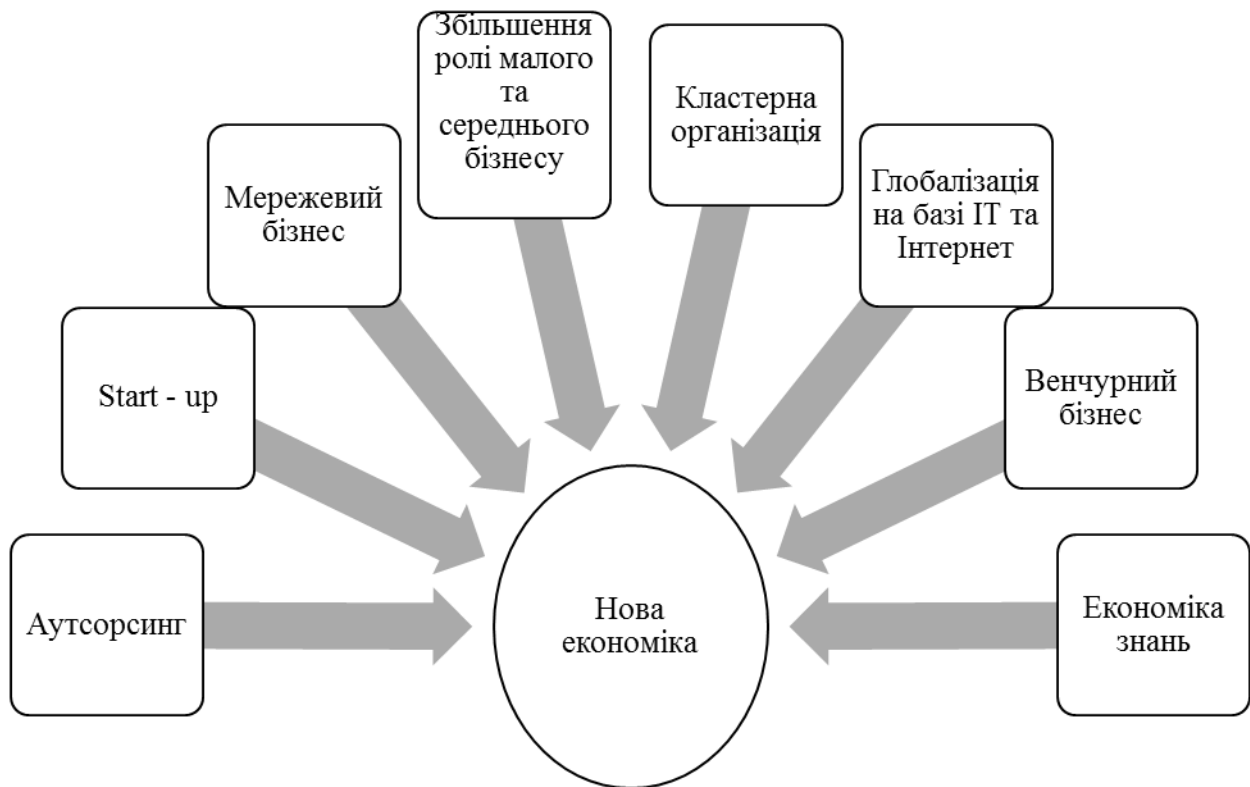 Збільшення
ролі малого
та
середнього
бізнесу
Кластерна
організація
Мережевий
бізнес
Глобалізація
на базі ІТ та
Інтернет
Start - up
Венчурний
бізнес
Аутсорсинг
Нова
економіка
Економіка
знань